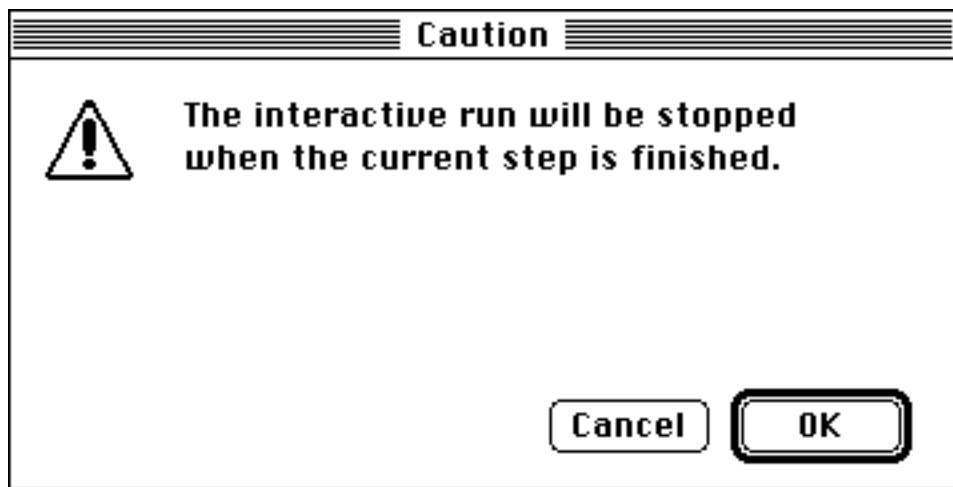 Caution
The interactive run will be stopped
when the current step is finished.
Cancel OK